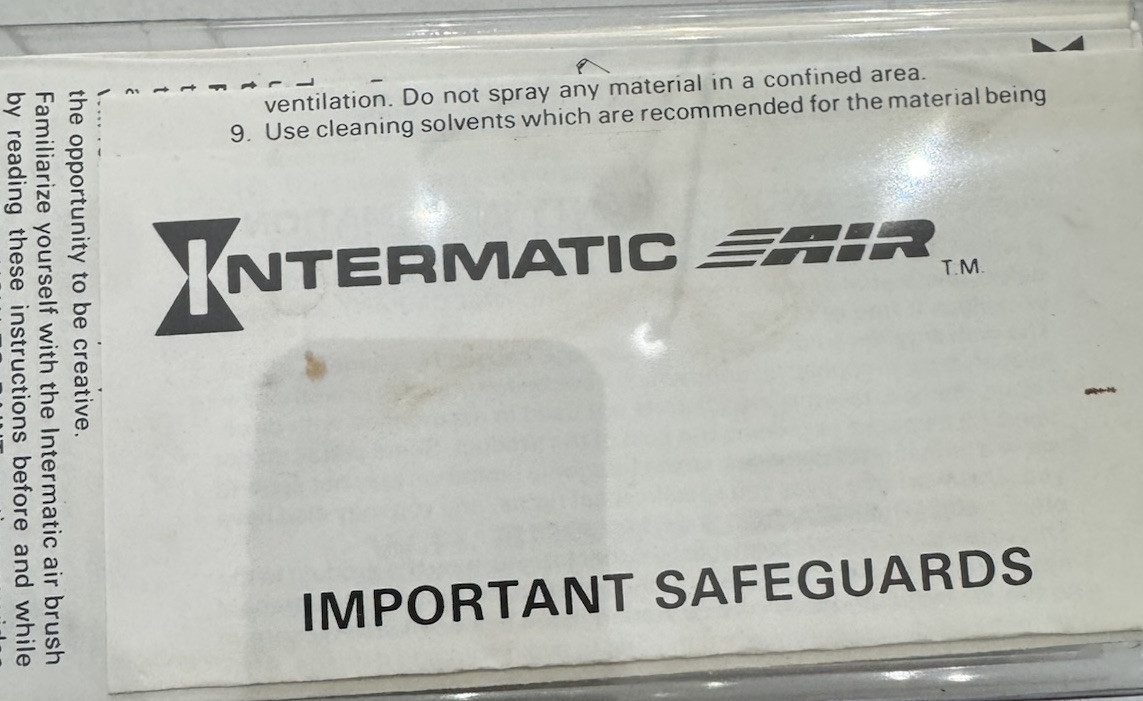 ventilation. Do not spray any material in a confined area.
9. Use cleaning solvents which are recommended for the material being
INTERMATIC AIR T.M.
IMPORTANT SAFEGUARDS
the opportunity to be creative.
Familiarize yourself with the Intermatic air brush
by reading these instructions before and while